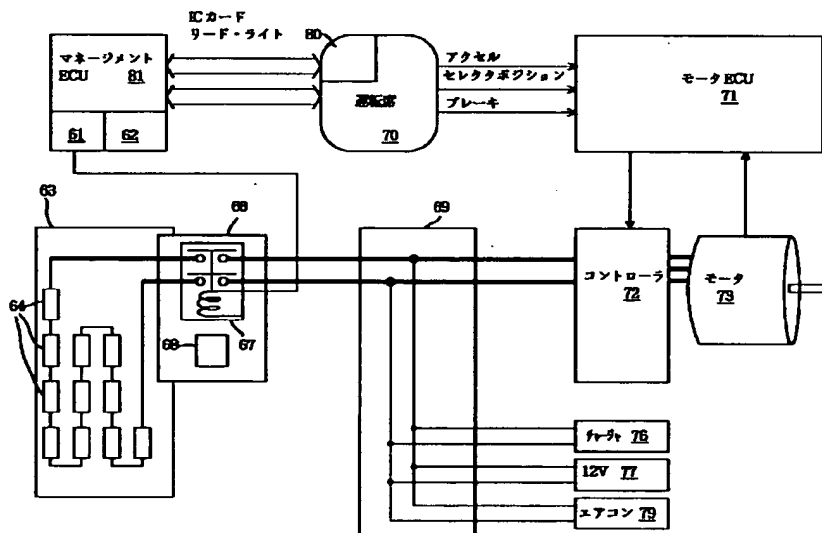 ICカード
リード・ライト
80
マネージメント
ECU 81
61 62
運転席
70
アクセル
セレクタポジション
ブレーキ
モータECU
71
63
68
69
64
67
68
コントローラ
72
モータ
73
チャージャ 76
12V 77
エアコン 79